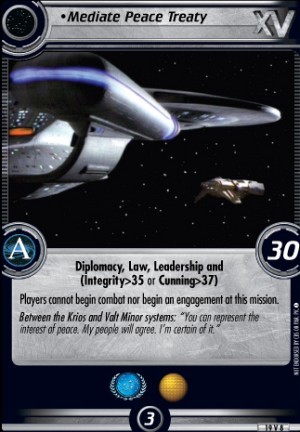 •Mediate Peace Treaty
XV
A
30
Diplomacy, Law, Leadership and
(Integrity>35 or Cunning>37)
Players cannot begin combat nor begin an engagement at this mission.
Between the Krios and Valt Minor systems: "You can represent the
interest of peace. My people will agree. I'm certain of it."
3
19 V 8